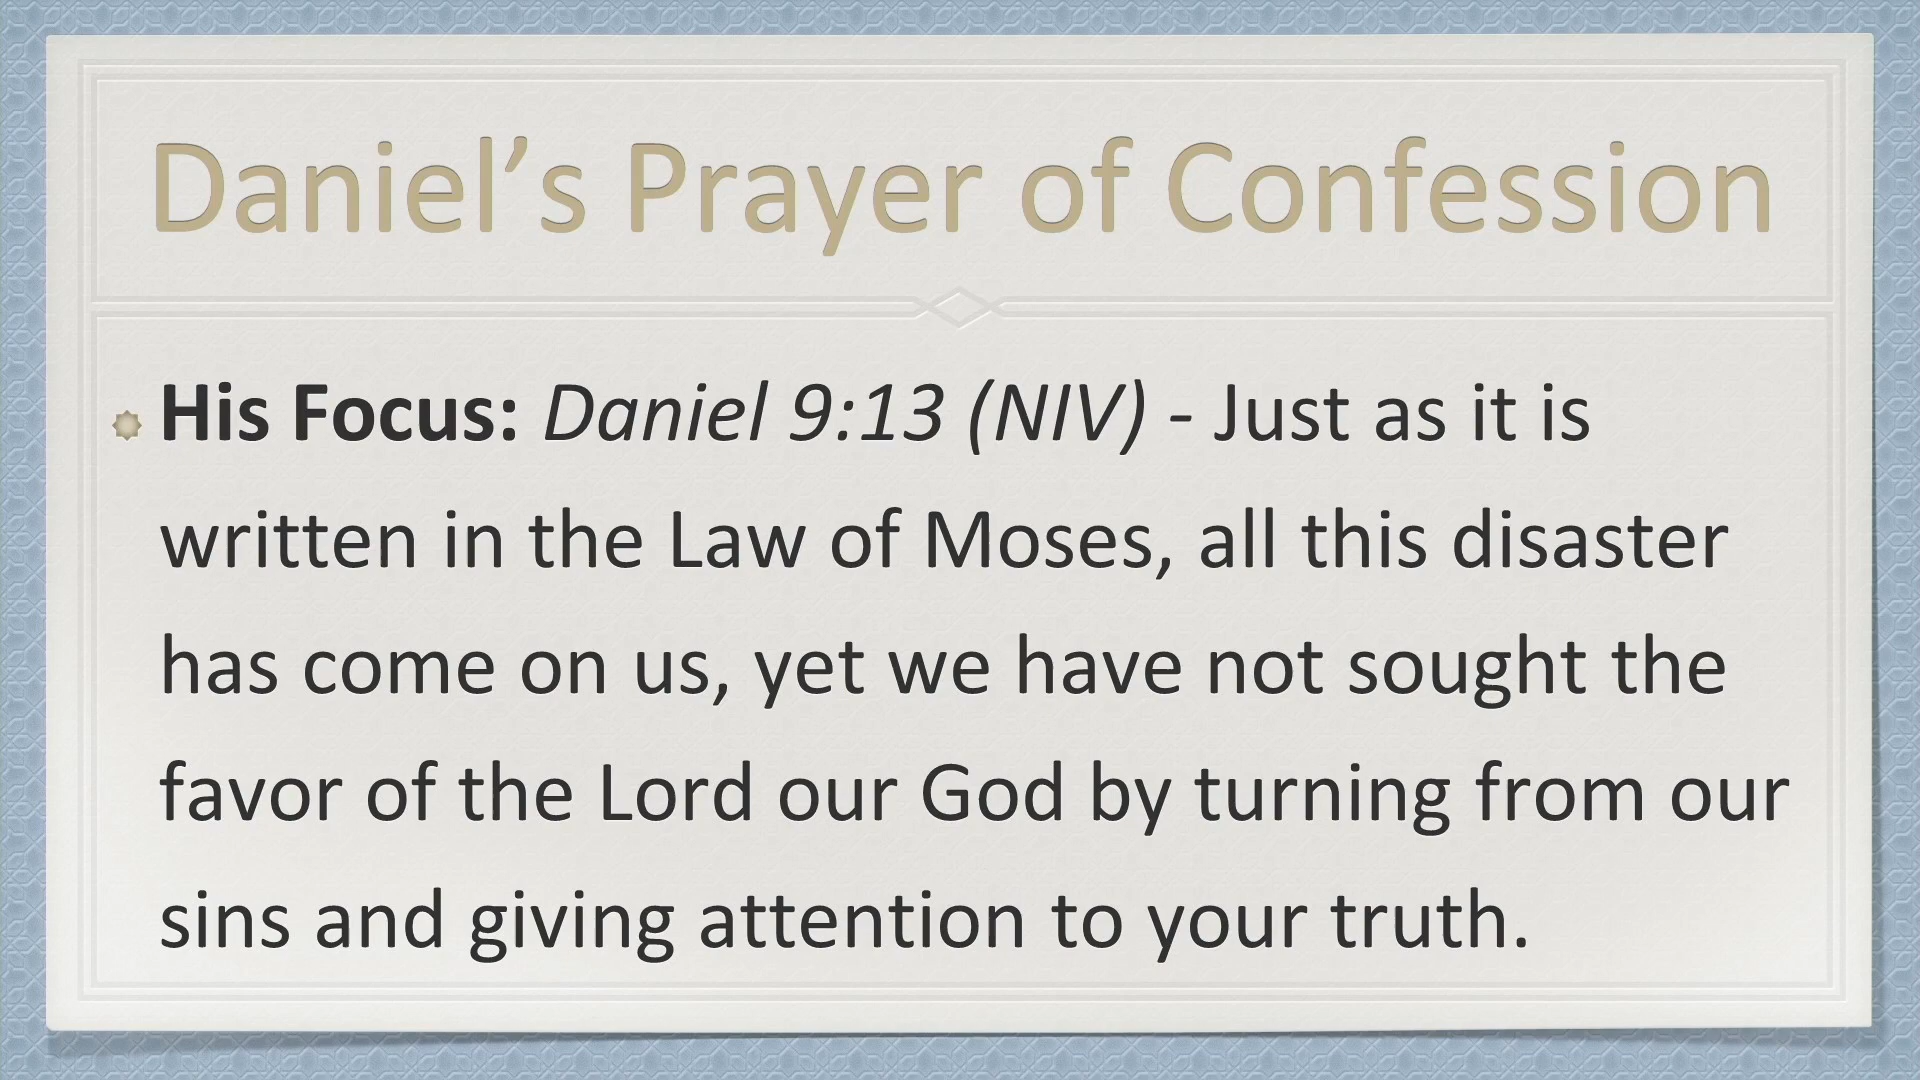 Daniel’s Prayer of Confession
His Focus: Daniel 9:13 (NIV) - Just as it is
written in the Law of Moses, all this disaster
has come on us, yet we have not sought the
favor of the Lord our God by turning from our
sins and giving attention to your truth.